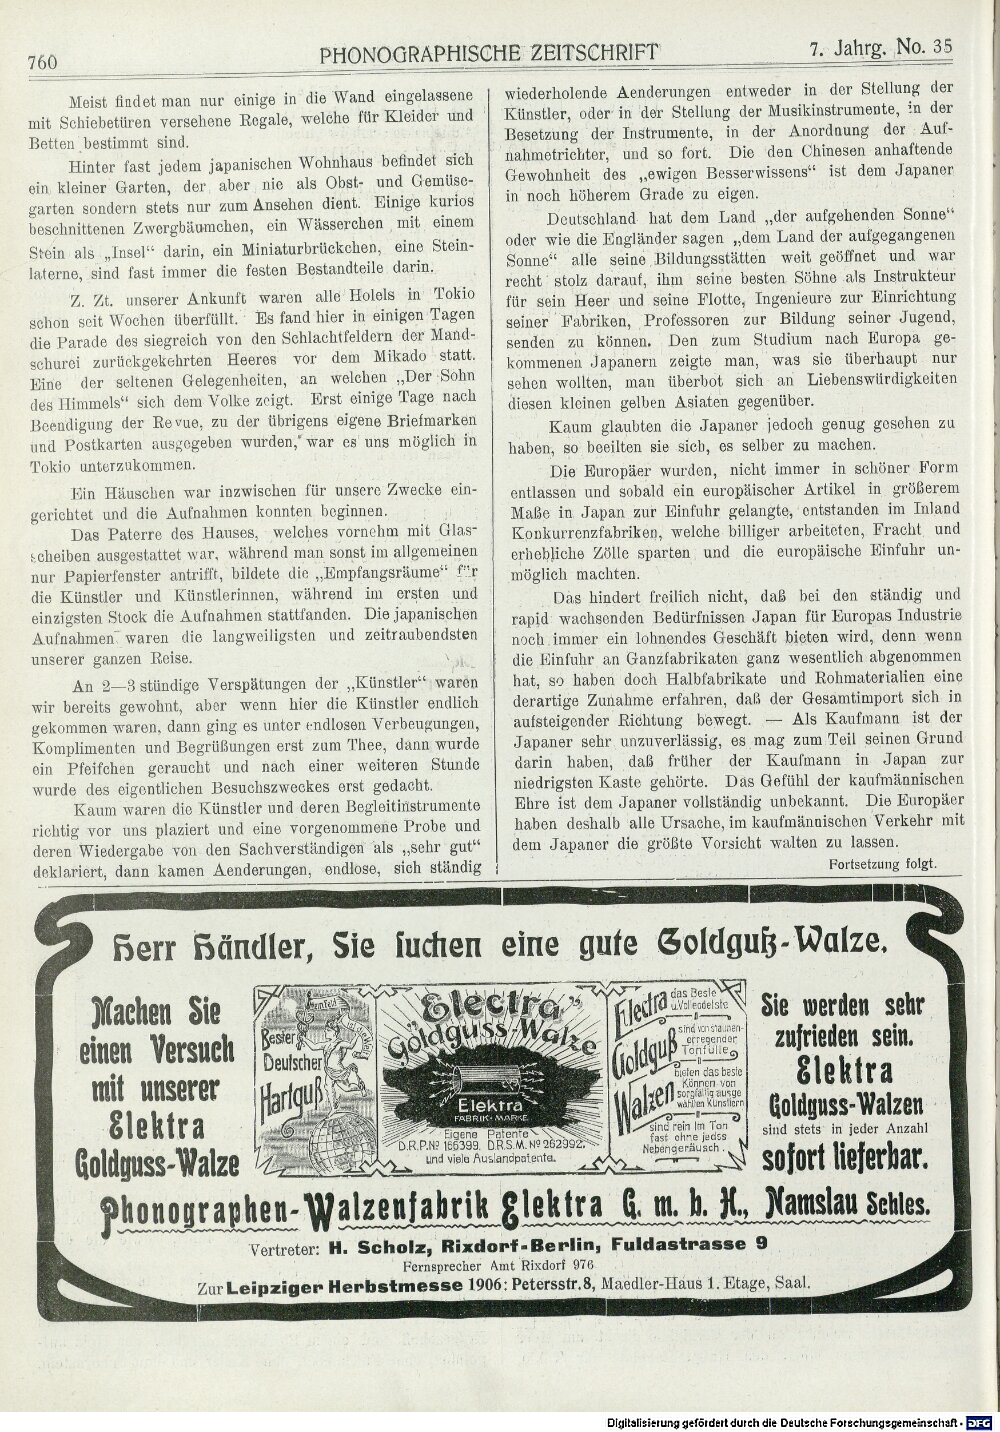 760
PHONOGRAPHISCHE ZEITSCHRIFT
7. Jahrg. No. 35
Meist findet man nur einige in die Wand eingelassene
mit Schiebetüren versehene Regale, welche für Kleider und
Betten bestimmt sind.
Hinter fast jedem japanischen Wohnhaus befindet sich
ein kleiner Garten, der aber nie als Obst- und Gemüse-
garten sondern stets nur zum Ansehen dient. Einige kurios
beschnittenen Zwergbäumchen, ein Wässerchen mit einem
Stein als „Insel“ darin, ein Miniaturbrückchen, eine Stein-
laterne, sind fast immer die festen Bestandteile darin.
Z. Zt. unserer Ankunft waren alle Holels in Tokio
schon seit Wochen überfüllt. Es fand hier in einigen Tagen
die Parade des siegreich von den Schlachtfeldern der Mand-
schurei zurückgekehrten Heeres vor dem Mikado statt.
Eine der seltenen Gelegenheiten, an welchen „Der Sohn
des Himmels“ sich dem Volke zeigt. Erst einige Tage nach
Beendigung der Revue, zu der übrigens eigene Briefmarken
und Postkarten ausgegeben wurden, war es uns möglich in
Tokio unterzukommen.
Ein Häuschen war inzwischen für unsere Zwecke ein-
gerichtet und die Aufnahmen konnten beginnen.
Das Paterre des Hauses, welches vornehm mit Glas-
scheiben ausgestattet war, während man sonst im allgemeinen
nur Papierfenster antrifft, bildete die „Empfangsräume“ für
die Künstler und Künstlerinnen, während im ersten und
einzigsten Stock die Aufnahmen stattfanden. Die japanischen
Aufnahmen waren die langweiligsten und zeitraubendsten
unserer ganzen Reise.
An 2—3 stündige Verspätungen der „Künstler“ waren
wir bereits gewohnt, aber wenn hier die Künstler endlich
gekommen waren, dann ging es unter endlosen Verbeugungen,
Komplimenten und Begrüßungen erst zum Thee, dann wurde
ein Pfeifchen geraucht und nach einer weiteren Stunde
wurde des eigentlichen Besuchszweckes erst gedacht.
Kaum waren die Künstler und deren Begleitinstrumente
richtig vor uns plaziert und eine vorgenommene Probe und
deren Wiedergabe von den Sachverständigen als „sehr gut“
deklariert, dann kamen Aenderungen, endlose, sich ständig
wiederholende Aenderungen entweder in der Stellung der
Künstler, oder in der Stellung der Musikinstrumente, in der
Besetzung der Instrumente, in der Anordnung der Auf-
nahmetrichter, und so fort. Die den Chinesen anhaftende
Gewohnheit des „ewigen Besserwissens“ ist dem Japaner
in noch höherem Grade zu eigen.
Deutschland hat dem Land „der aufgehenden Sonne“
oder wie die Engländer sagen „dem Land der aufgegangenen
Sonne“ alle seine Bildungsstätten weit geöffnet und war
recht stolz darauf, ihm seine besten Söhne als Instrukteur
für sein Heer und seine Flotte, Ingenieure zur Einrichtung
seiner Fabriken, Professoren zur Bildung seiner Jugend,
senden zu können. Den zum Studium nach Europa ge-
kommenen Japanern zeigte man, was sie überhaupt nur
sehen wollten, man überbot sich an Liebenswürdigkeiten
diesen kleinen gelben Asiaten gegenüber.
Kaum glaubten die Japaner jedoch genug gesehen zu
haben, so beeilten sie sich, es selber zu machen.
Die Europäer wurden, nicht immer in schöner Form
entlassen und sobald ein europäischer Artikel in größerem
Maße in Japan zur Einfuhr gelangte, entstanden im Inland
Konkurrenzfabriken, welche billiger arbeiteten, Fracht und
erhebliche Zölle sparten und die europäische Einfuhr un-
möglich machten.
Das hindert freilich nicht, daß bei den ständig und
rapid wachsenden Bedürfnissen Japan für Europas Industrie
noch immer ein lohnendes Geschäft bieten wird, denn wenn
die Einfuhr an Ganzfabrikaten ganz wesentlich abgenommen
hat, so haben doch Halbfabrikate und Rohmaterialien eine
derartige Zunahme erfahren, daß der Gesamtimport sich in
aufsteigender Richtung bewegt. — Als Kaufmann ist der
Japaner sehr unzuverlässig, es mag zum Teil seinen Grund
darin haben, daß früher der Kaufmann in Japan zur
niedrigsten Kaste gehörte. Das Gefühl der kaufmännischen
Ehre ist dem Japaner vollständig unbekannt. Die Europäer
haben deshalb alle Ursache, im kaufmännischen Verkehr mit
dem Japaner die größte Vorsicht walten zu lassen.
Fortsetzung folgt.
Herr Händler, Sie suchen eine gute Goldguß-Walze.
Machen Sie
einen Versuch
mit unserer
Elektra
Goldguss-Walze
Bester
Deutscher
Hartguß
„Electra“
Goldguss-Walze
Elektra
FABRIK-MARKE
Eigene Patente
D.R.P.No 166399. D.R.S.M. No 262992.
und viele Auslandpatente.
Electra
Goldguß
Walzen
das Beste
u. Vollendetste
sind von staunen-
erregender
Tonfülle
bieten das beste
Können von
sorgfältig ausge
wählten Künstlern
sind rein im Ton
fast ohne jedes
Nebengeräusch.
Sie werden sehr
zufrieden sein.
Elektra
Goldguss-Walzen
sind stets in jeder Anzahl
sofort lieferbar.
Phonographen-Walzenfabrik Elektra G. m. b. H., Namslau Schles.
Vertreter: H. Scholz, Rixdorf-Berlin, Fuldastrasse 9
Fernsprecher Amt Rixdorf 976
Zur Leipziger Herbstmesse 1906: Petersstr. 8, Maedler-Haus 1. Etage, Saal.
Digitalisierung gefördert durch die Deutsche Forschungsgemeinschaft - DFG